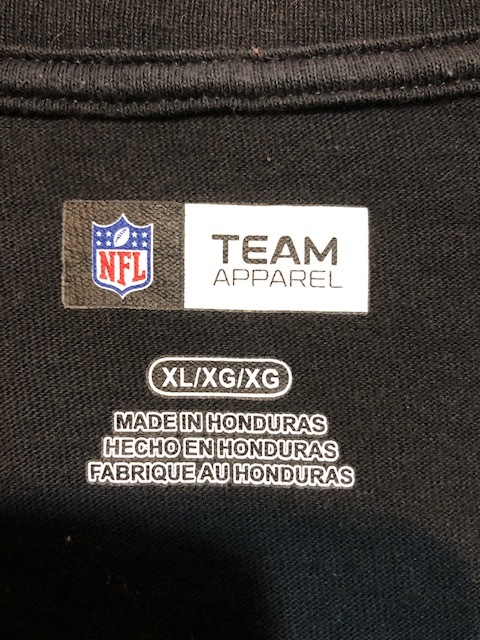 NFL
TEAM
APPAREL
XL/XG/XG
MADE IN HONDURAS
HECHO EN HONDURAS
FABRIQUE AU HONDURAS